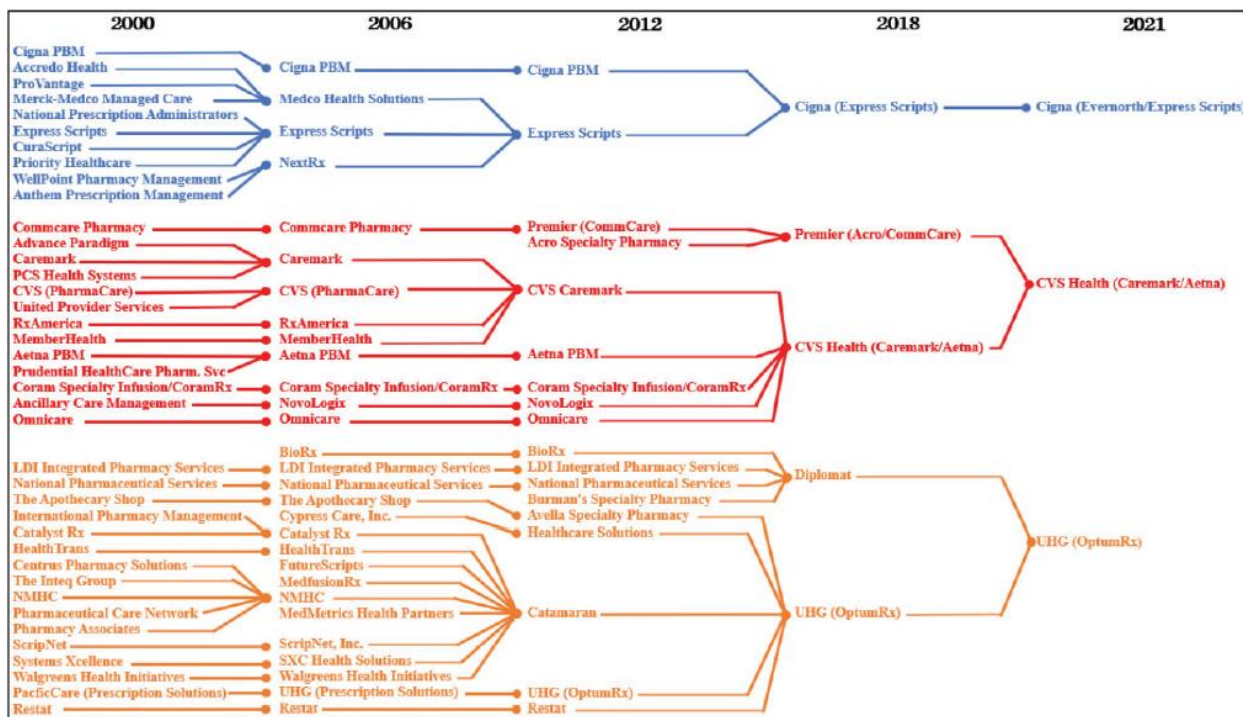 2000 2006 2012 2018 2021
Cigna PBM
Accredo Health
ProVantage
Merck-Medco Managed Care
National Prescription Administrators
Express Scripts
CuraScript
Priority Healthcare
WellPoint Pharmacy Management
Anthem Prescription Management
Cigna PBM
Medco Health Solutions
Express Scripts
NextRx
Cigna PBM
Express Scripts
Cigna (Express Scripts)
Cigna (Evernorth/Express Scripts)
Commcare Pharmacy
Advance Paradigm
Caremark
PCS Health Systems
CVS (PharmaCare)
United Provider Services
RxAmerica
MemberHealth
Aetna PBM
Prudential HealthCare Pharm. Svc
Coram Specialty Infusion/CoramRx
Ancillary Care Management
Omnicare
Commcare Pharmacy
Caremark
CVS (PharmaCare)
RxAmerica
MemberHealth
Aetna PBM
Coram Specialty Infusion/CoramRx
NovoLogix
Omnicare
Premier (CommCare)
Acro Specialty Pharmacy
CVS Caremark
Aetna PBM
Coram Specialty Infusion/CoramRx
NovoLogix
Omnicare
Premier (Acro/CommCare)
CVS Health (Caremark/Aetna)
CVS Health (Caremark/Aetna)
LDI Integrated Pharmacy Services
National Pharmaceutical Services
The Apothecary Shop
International Pharmacy Management
Catalyst Rx
HealthTrans
Centrus Pharmacy Solutions
The Inteq Group
NMHC
Pharmaceutical Care Network
Pharmacy Associates
ScripNet
Systems Xcellence
Walgreens Health Initiatives
PacficCare (Prescription Solutions)
Restat
BioRx
LDI Integrated Pharmacy Services
National Pharmaceutical Services
The Apothecary Shop
Cypress Care, Inc.
Catalyst Rx
HealthTrans
FutureScripts
MedfusionRx
NMHC
MedMetrics Health Partners
ScripNet, Inc.
SXC Health Solutions
Walgreens Health Initiatives
UHG (Prescription Solutions)
Restat
BioRx
LDI Integrated Pharmacy Services
National Pharmaceutical Services
Burman's Specialty Pharmacy
Avella Specialty Pharmacy
Healthcare Solutions
Catamaran
UHG (OptumRx)
Restat
Diplomat
UHG (OptumRx)
UHG (OptumRx)